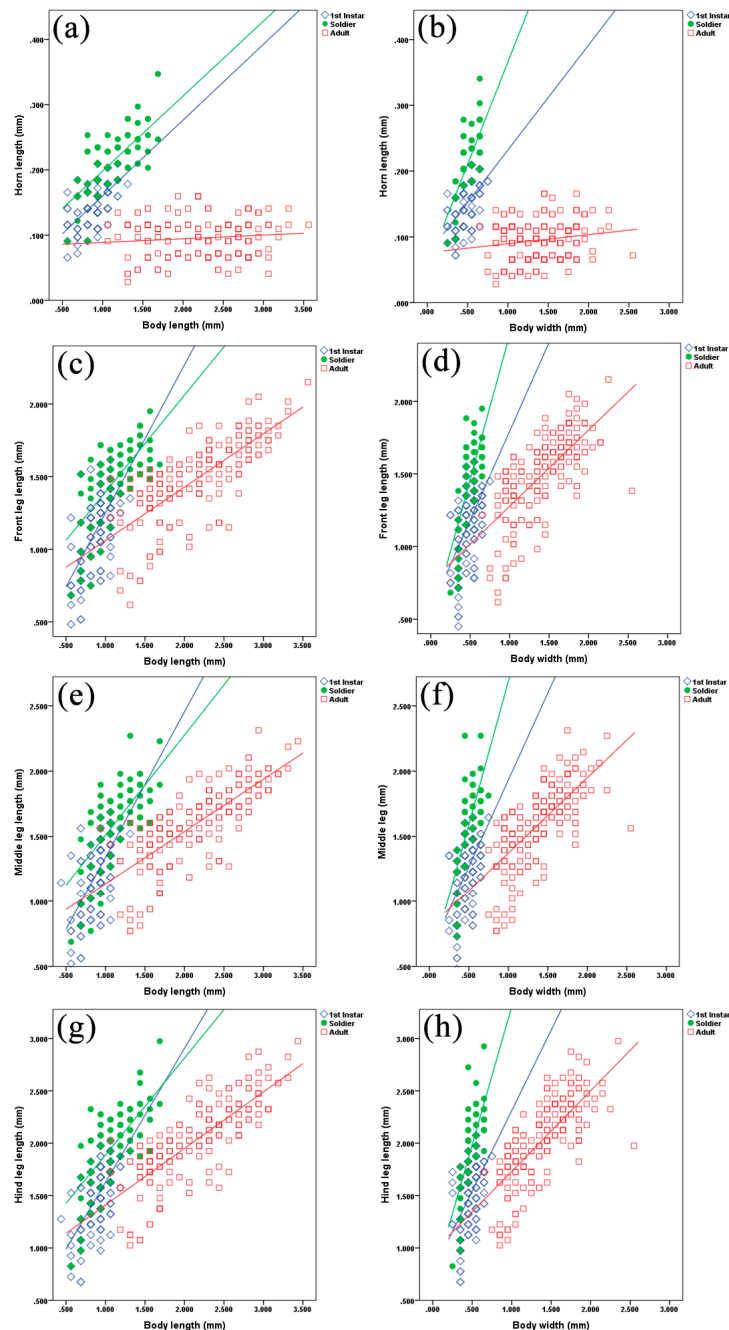 (a)
1st Instar
Soldier
Adult
.400
.300
.200
.100
.000
Horn length (mm)
.500 1.000 1.500 2.000 2.500 3.000 3.500
Body length (mm)
(b)
1st Instar
Soldier
Adult
.400
.300
.200
.100
.000
Horn length (mm)
.000 .500 1.000 1.500 2.000 2.500 3.000
Body width (mm)
(c)
1st Instar
Soldier
Adult
2.000
1.500
1.000
.500
Front leg length (mm)
.500 1.000 1.500 2.000 2.500 3.000 3.500
Body length (mm)
(d)
1st Instar
Soldier
Adult
2.000
1.500
1.000
.500
Front leg length (mm)
.000 .500 1.000 1.500 2.000 2.500 3.000
Body width (mm)
(e)
1st Instar
Soldier
Adult
2.500
2.000
1.500
1.000
.500
Middle leg length (mm)
.500 1.000 1.500 2.000 2.500 3.000 3.500
Body length (mm)
(f)
1st Instar
Soldier
Adult
2.500
2.000
1.500
1.000
.500
Middle leg (mm)
.000 .500 1.000 1.500 2.000 2.500 3.000
Body width (mm)
(g)
1st Instar
Soldier
Adult
3.000
2.500
2.000
1.500
1.000
.500
Hind leg length (mm)
.500 1.000 1.500 2.000 2.500 3.000 3.500
Body length (mm)
(h)
1st Instar
Soldier
Adult
3.000
2.500
2.000
1.500
1.000
.500
Hind leg length (mm)
.000 .500 1.000 1.500 2.000 2.500 3.000
Body width (mm)